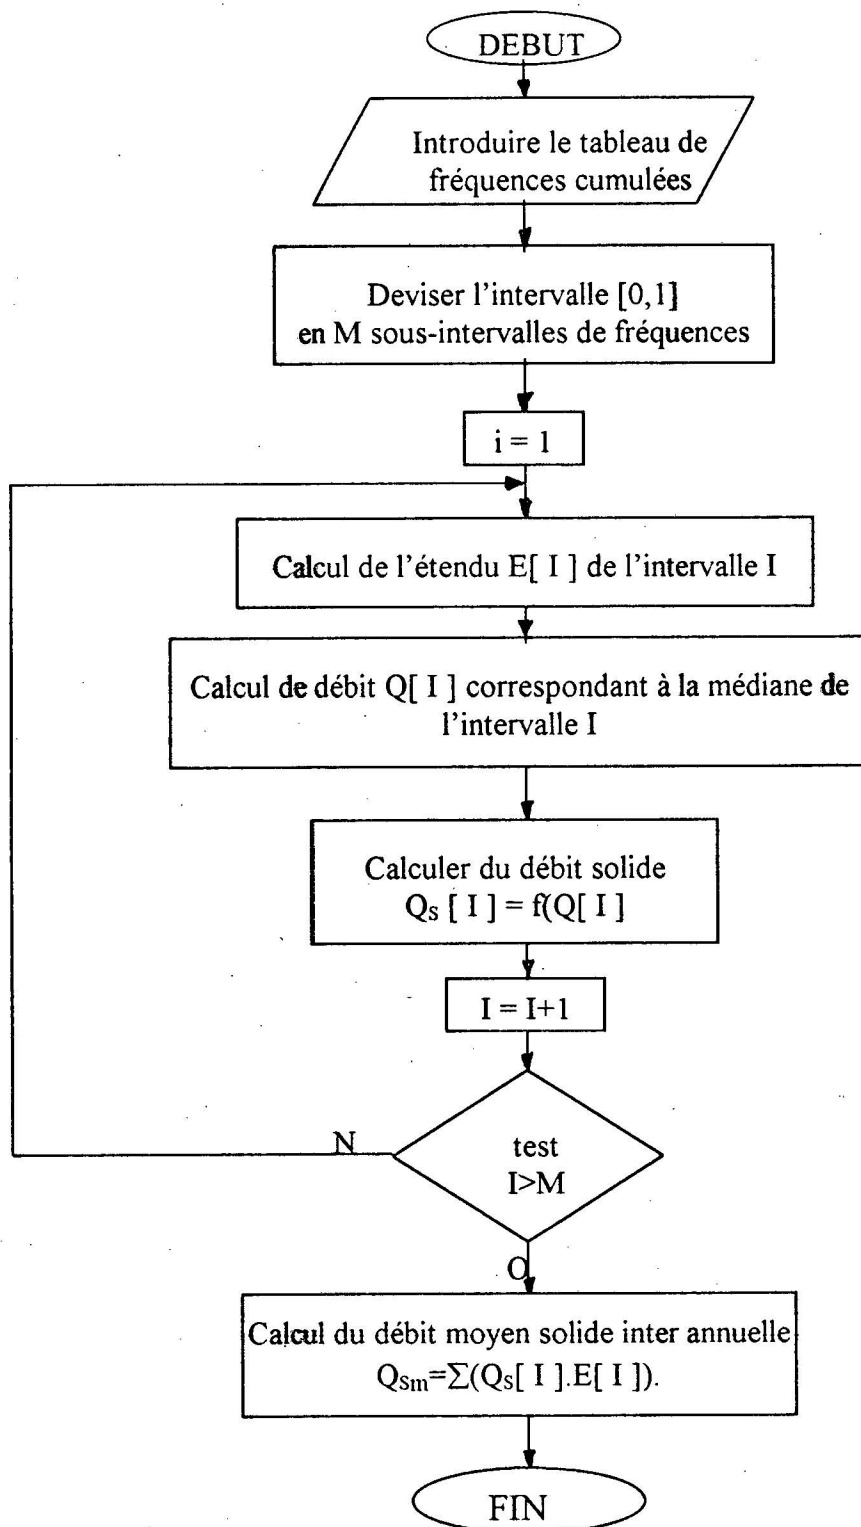 DEBUT
Introduire le tableau de
fréquences cumulées
Deviser l'intervalle [0,1]
en M sous-intervalles de fréquences
i = 1
Calcul de l'étendu E[ I ] de l'intervalle I
Calcul de débit Q[ I ] correspondant à la médiane de
l'intervalle I
Calculer du débit solide
Qs [ I ] = f(Q[ I ]
I = I+1
N
test
I>M
O
Calcul du débit moyen solide inter annuelle
Qsm=∑(Qs[ I ].E[ I ]).
FIN